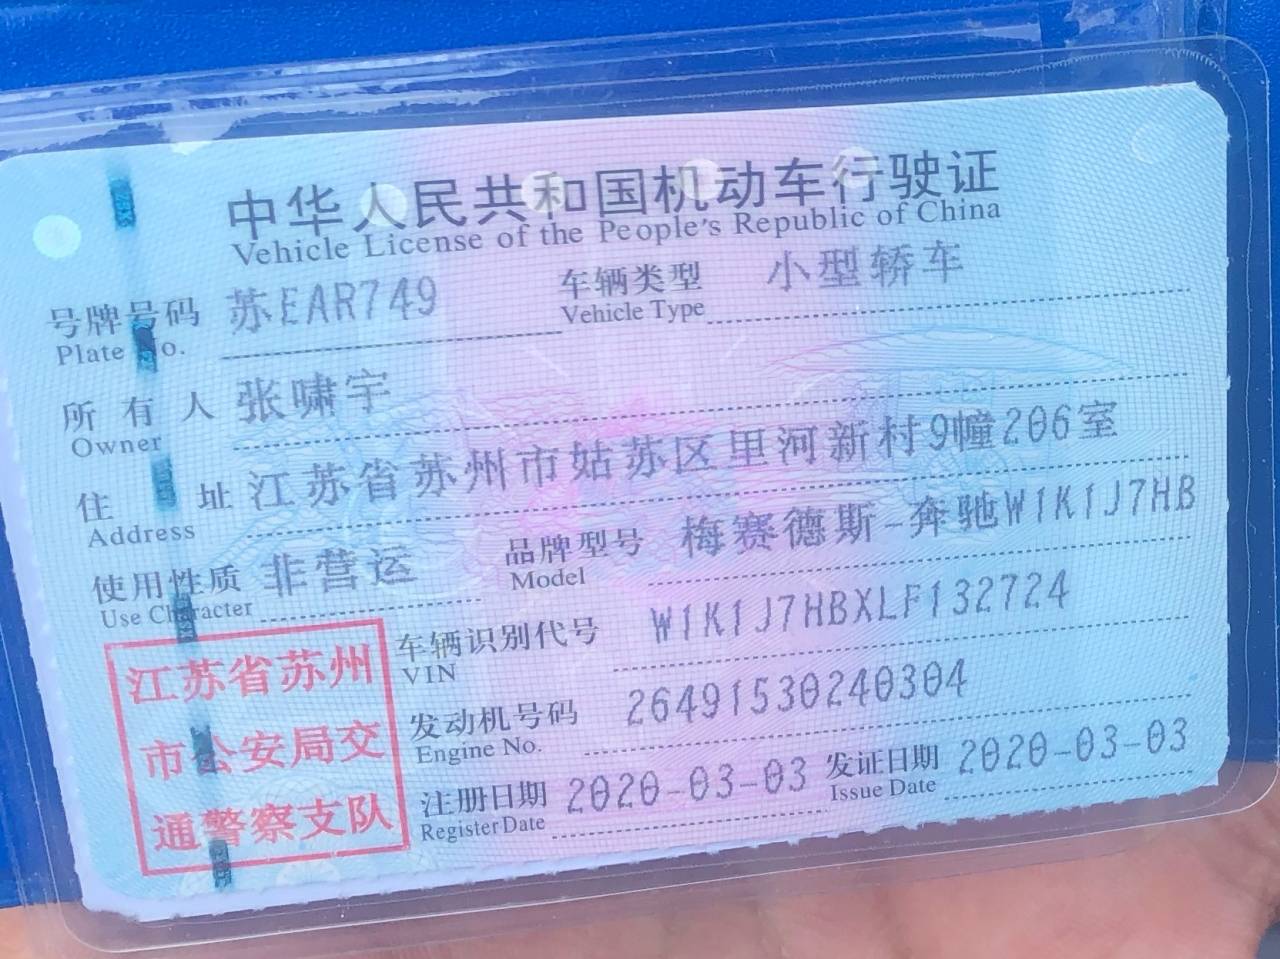 中华人民共和国机动车行驶证
Vehicle License of the People's Republic of China
号牌号码 苏EAR749 车辆类型 小型轿车
Plate No. Vehicle Type
所有人 张啸宇
Owner
住址 江苏省苏州市姑苏区里河新村9幢206室
Address
使用性质 非营运 品牌型号 梅赛德斯-奔驰W1K1J7HB
Use Character Model
车辆识别代号 W1K1J7HBXLF132724
VIN
发动机号码 26491530240304
Engine No.
注册日期 2020-03-03 发证日期 2020-03-03
Register Date Issue Date
江苏省苏州
市公安局交
通警察支队